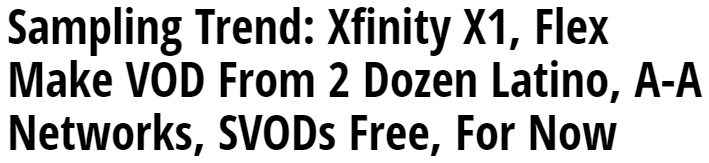 Sampling Trend: Xfinity X1, Flex
Make VOD From 2 Dozen Latino, A-A
Networks, SVODs Free, For Now